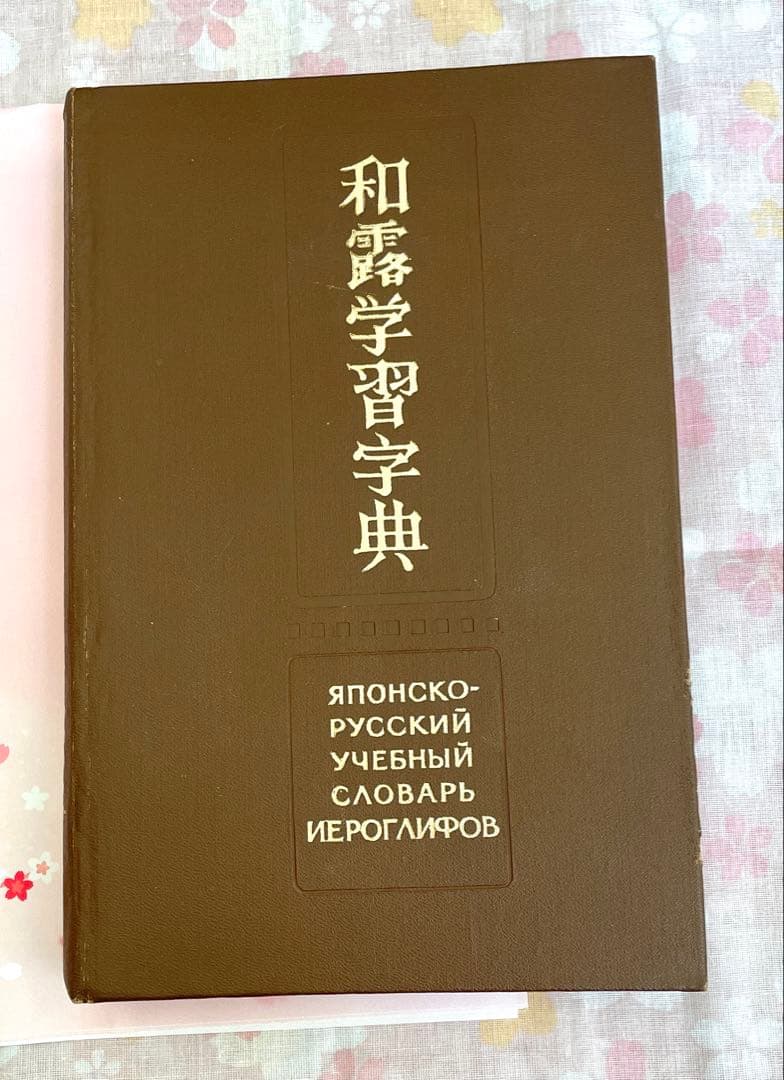 和露学習字典
ЯПОНСКО-
РУССКИЙ
УЧЕБНЫЙ
СЛОВАРЬ
ИЕРОГЛИФОВ